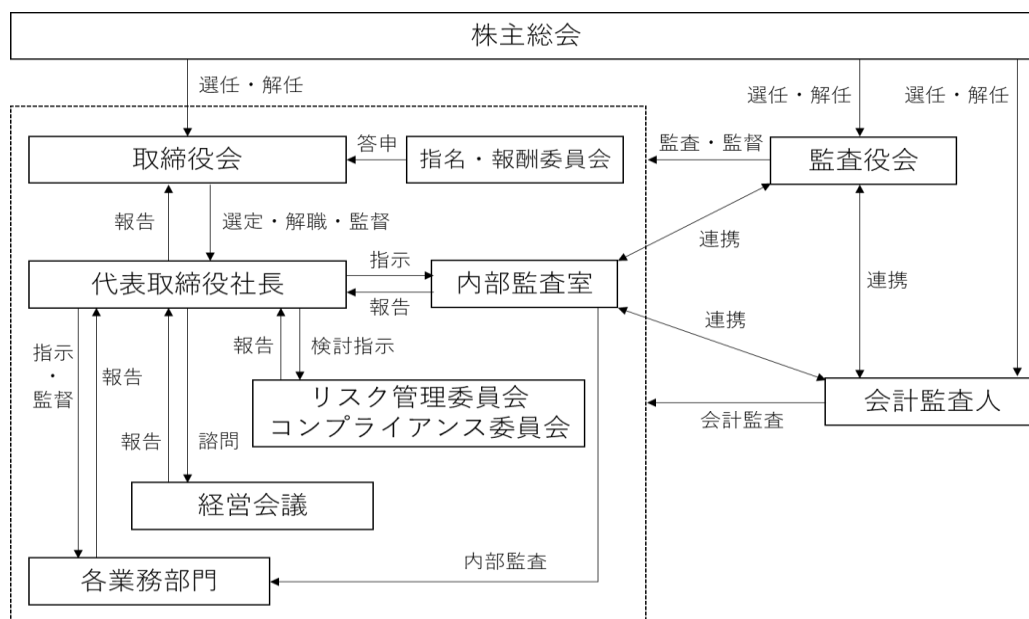 株主総会
選任・解任
選任・解任
選任・解任
取締役会
答申
指名・報酬委員会
監査・監督
監査役会
報告
選定・解職・監督
連携
代表取締役社長
指示
報告
内部監査室
連携
連携
指示
・
監督
報告
報告
検討指示
リスク管理委員会
コンプライアンス委員会
会計監査人
会計監査
報告
諮問
経営会議
内部監査
各業務部門